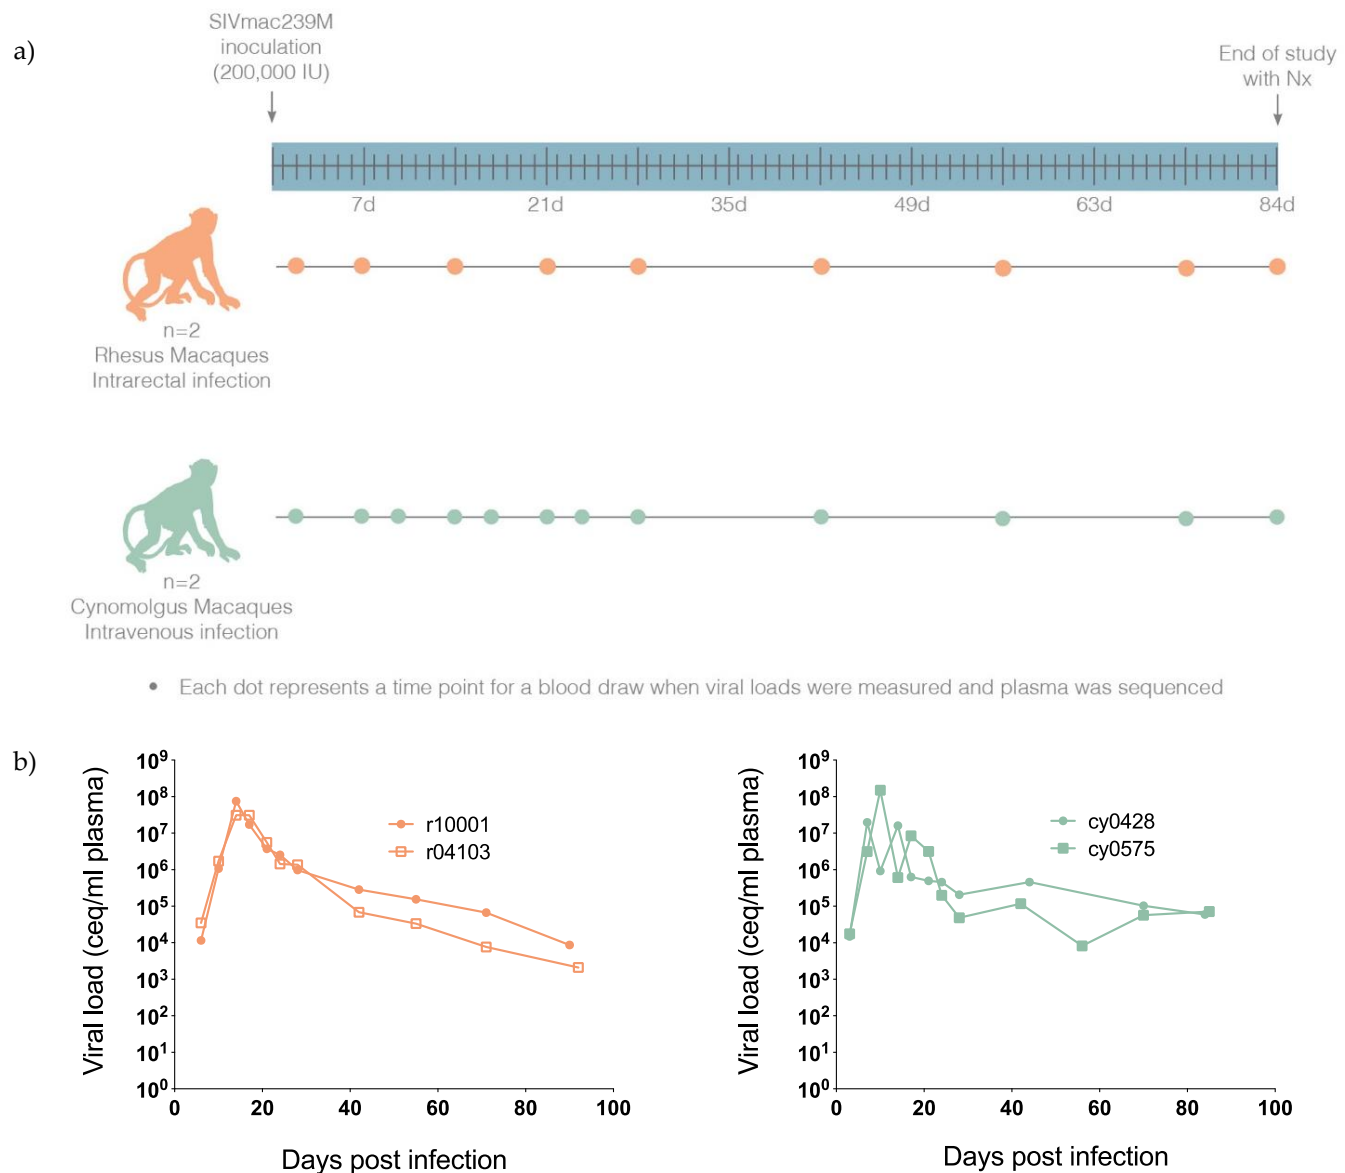 a)
SIVmac239M
inoculation
(200,000 IU)
End of study
with Nx
7d
21d
35d
49d
63d
84d
n=2
Rhesus Macaques
Intrarectal infection
n=2
Cynomolgus Macaques
Intravenous infection
• Each dot represents a time point for a blood draw when viral loads were measured and plasma was sequenced
b)
Viral load (ceq/ml plasma)
10⁹
10⁸
10⁷
10⁶
10⁵
10⁴
10³
10²
10¹
10⁰
0 20 40 60 80 100
Days post infection
r10001
r04103
Viral load (ceq/ml plasma)
10⁹
10⁸
10⁷
10⁶
10⁵
10⁴
10³
10²
10¹
10⁰
0 20 40 60 80 100
Days post infection
cy0428
cy0575